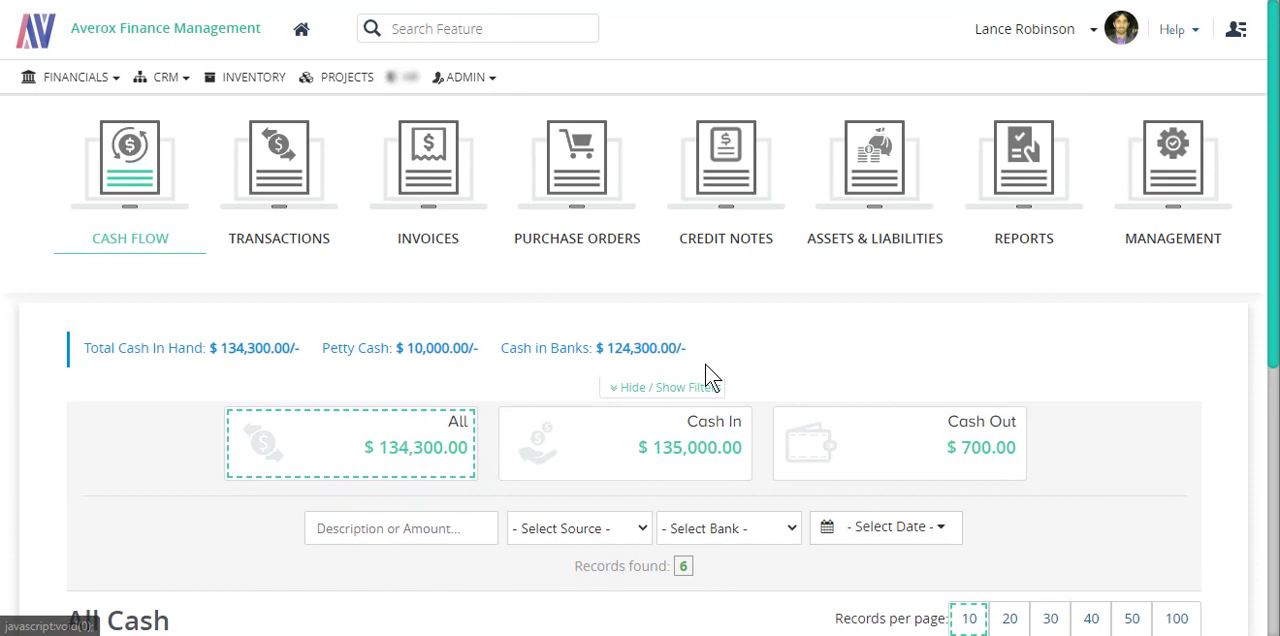 AV Averox Finance Management Search Feature Lance Robinson Help
FINANCIALS CRM INVENTORY PROJECTS ADMIN
CASH FLOW TRANSACTIONS INVOICES PURCHASE ORDERS CREDIT NOTES ASSETS & LIABILITIES REPORTS MANAGEMENT
Total Cash In Hand: $ 134,300.00/- Petty Cash: $ 10,000.00/- Cash in Banks: $ 124,300.00/-
Hide / Show Filters
All Cash In Cash Out
$ 134,300.00 $ 135,000.00 $ 700.00
Description or Amount... - Select Source - - Select Bank - - Select Date -
Records found: 6
All Cash Records per page: 10 20 30 40 50 100
javascript:void(0);